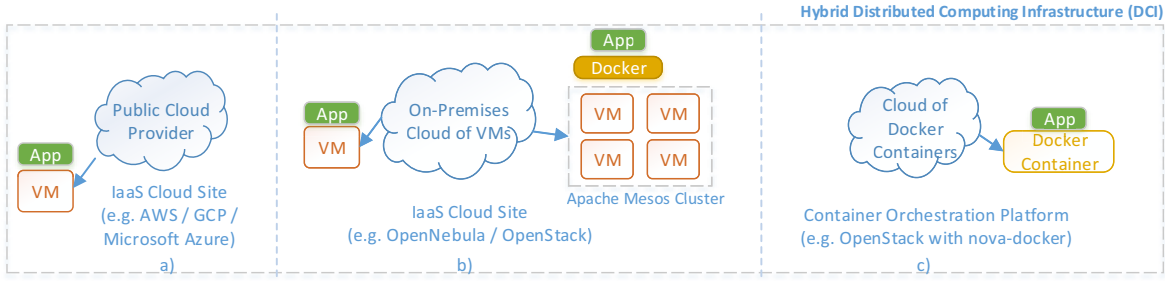 Hybrid Distributed Computing Infrastructure (DCI)
Public Cloud
Provider
App
VM
IaaS Cloud Site
(e.g. AWS / GCP /
Microsoft Azure)
a)
App
VM
On-Premises
Cloud of VMs
App
Docker
VM
VM
VM
VM
Apache Mesos Cluster
IaaS Cloud Site
(e.g. OpenNebula / OpenStack)
b)
Cloud of
Docker
Containers
App
Docker
Container
Container Orchestration Platform
(e.g. OpenStack with nova-docker)
c)